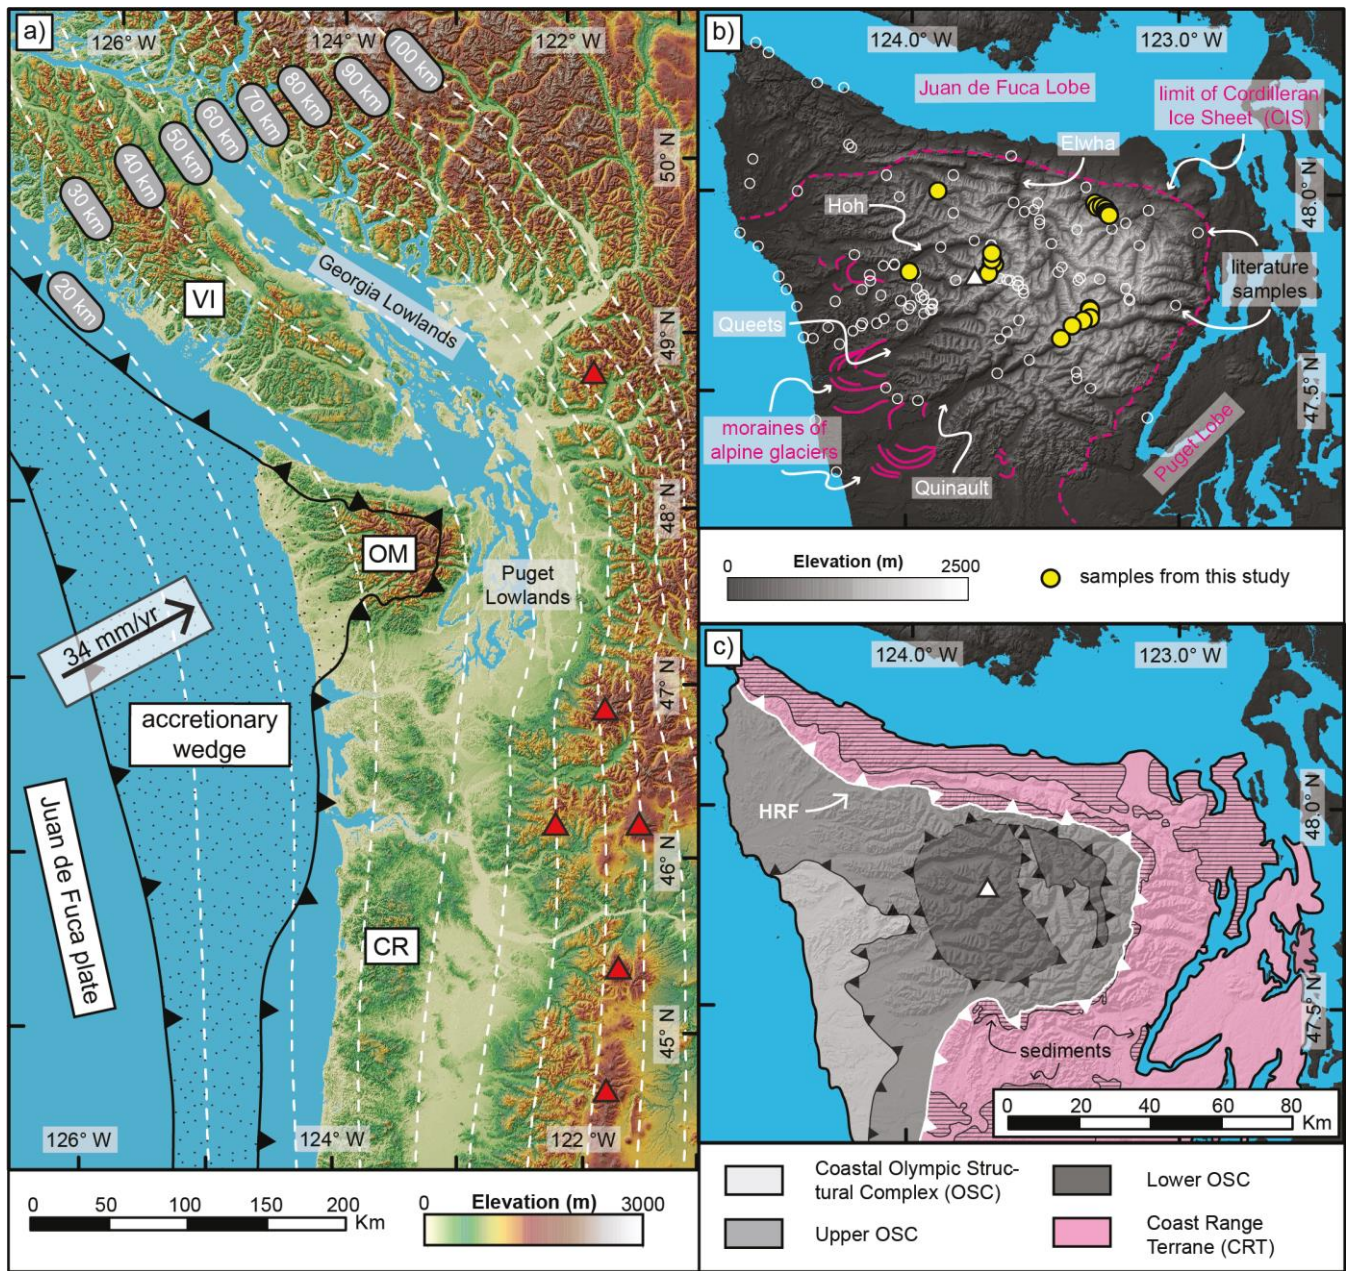 a)
126° W
124° W
122° W
100 km
90 km
80 km
70 km
60 km
50 km
40 km
30 km
20 km
50° N
VI
Georgia Lowlands
49° N
48° N
OM
Puget
Lowlands
34 mm/yr
47° N
accretionary
wedge
Juan de Fuca plate
46° N
CR
45° N
126° W
124° W
122 °W
0
50
100
150
200
Km
0
Elevation (m)
3000
b)
124.0° W
123.0° W
Juan de Fuca Lobe
limit of Cordilleran
Ice Sheet (CIS)
Elwha
48.0° N
Hoh
literature
samples
Queets
47.5° N
moraines of
alpine glaciers
Quinault
Puget Lobe
Elevation (m)
0
2500
samples from this study
c)
124.0° W
123.0° W
HRF
48.0° N
47.5° N
sediments
0
20
40
60
80
Km
Coastal Olympic Struc-
tural Complex (OSC)
Lower OSC
Upper OSC
Coast Range
Terrane (CRT)